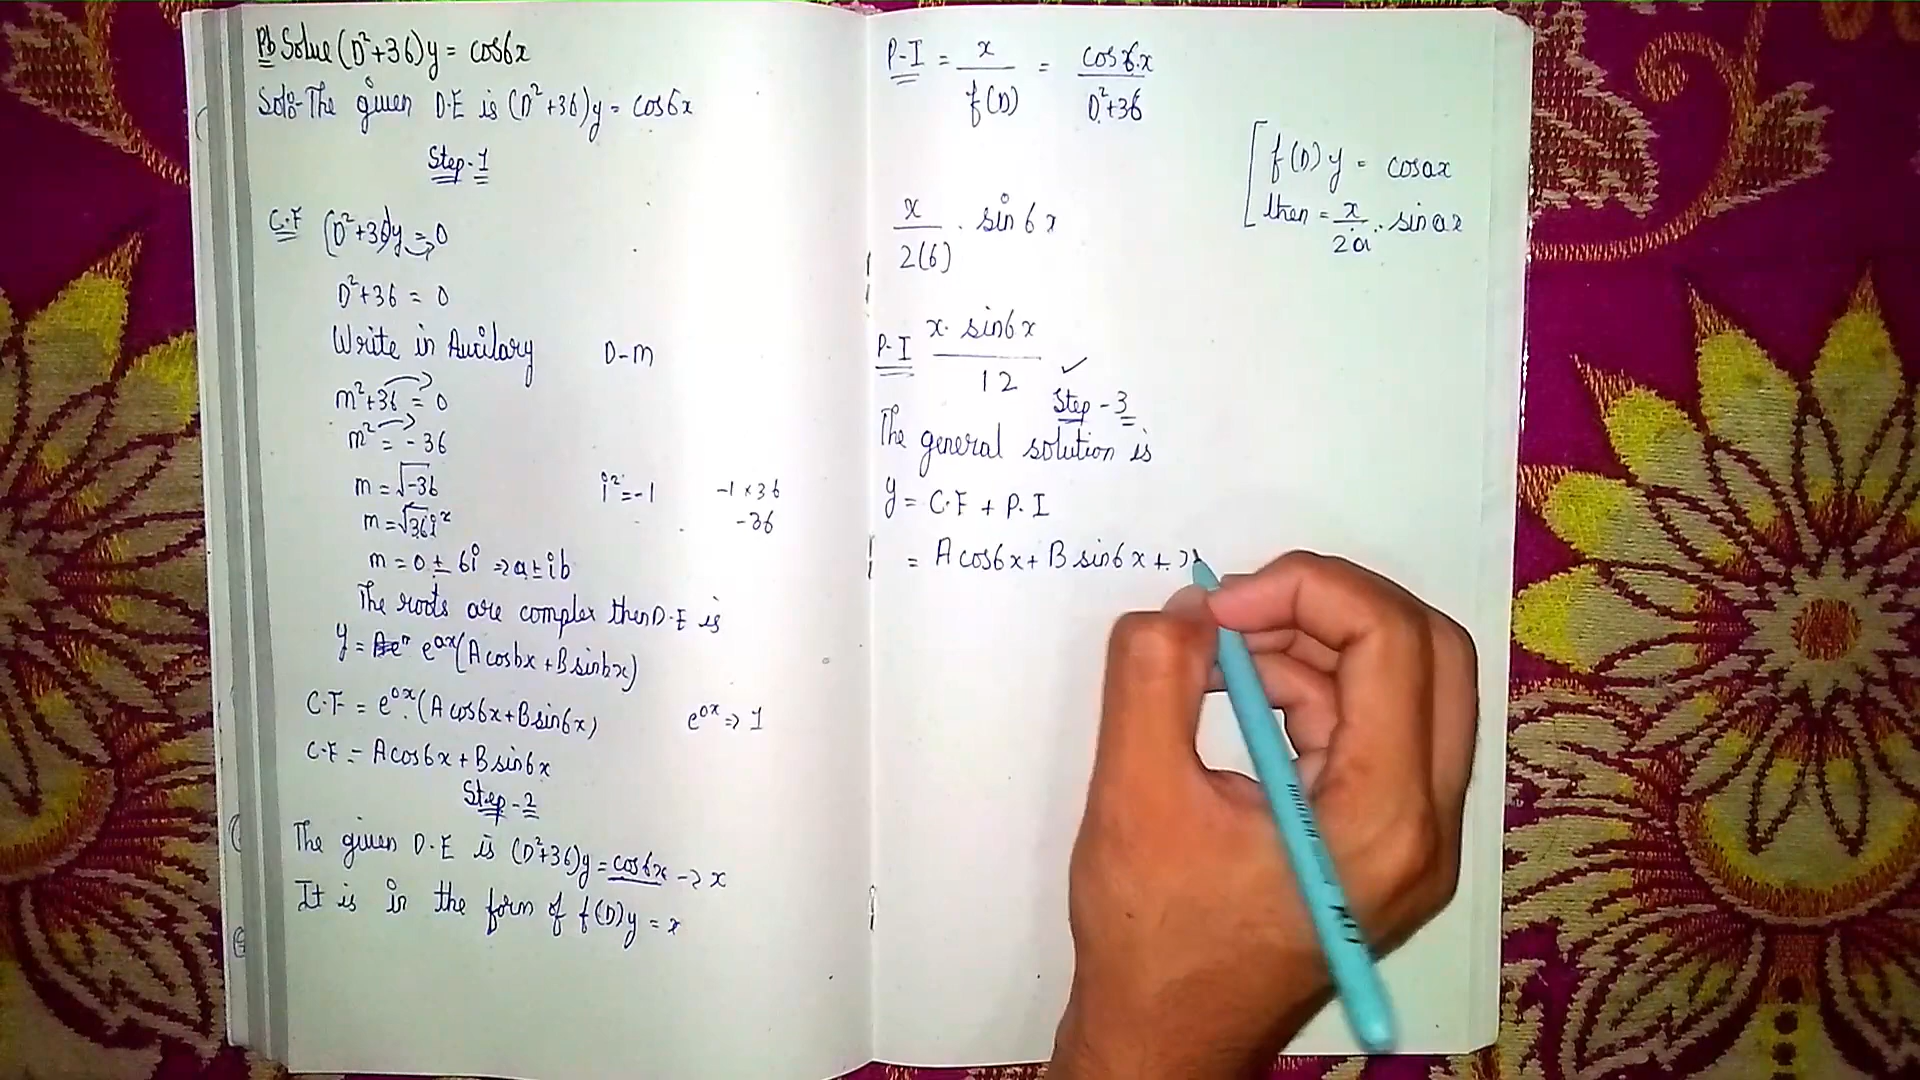 Pb Solve (D²+36)y = cos6x
Sol:- The given D.E is (D²+36)y = cos6x
Step-1
C.F (D²+36)y = 0
D²+36 = 0
Write in Auxilary D-m
m²+36 = 0
m² = -36
m = √-36 i² = -1 -1×36
m = √36i² -36
m = 0 ± 6i => a ± ib
The roots are complex then D.E is
y = e^ax (A cosbx + B sinbx)
C.F = e^0x (A cos6x + B sin6x) e^0x => 1
C.F = A cos6x + B sin6x
Step-2
The given D.E is (D²+36)y = cos6x -> x
It is in the form of f(D)y = x
P-I = x/f(D) = cos6x/D²+36
[f(D)y = cosax
then = x/2a . sin ax
x/2(6) . sin 6x
P-I x. sin6x/12 ✓
Step-3
The general solution is
y = C.F + P.I
= A cos6x + B sin6x + x